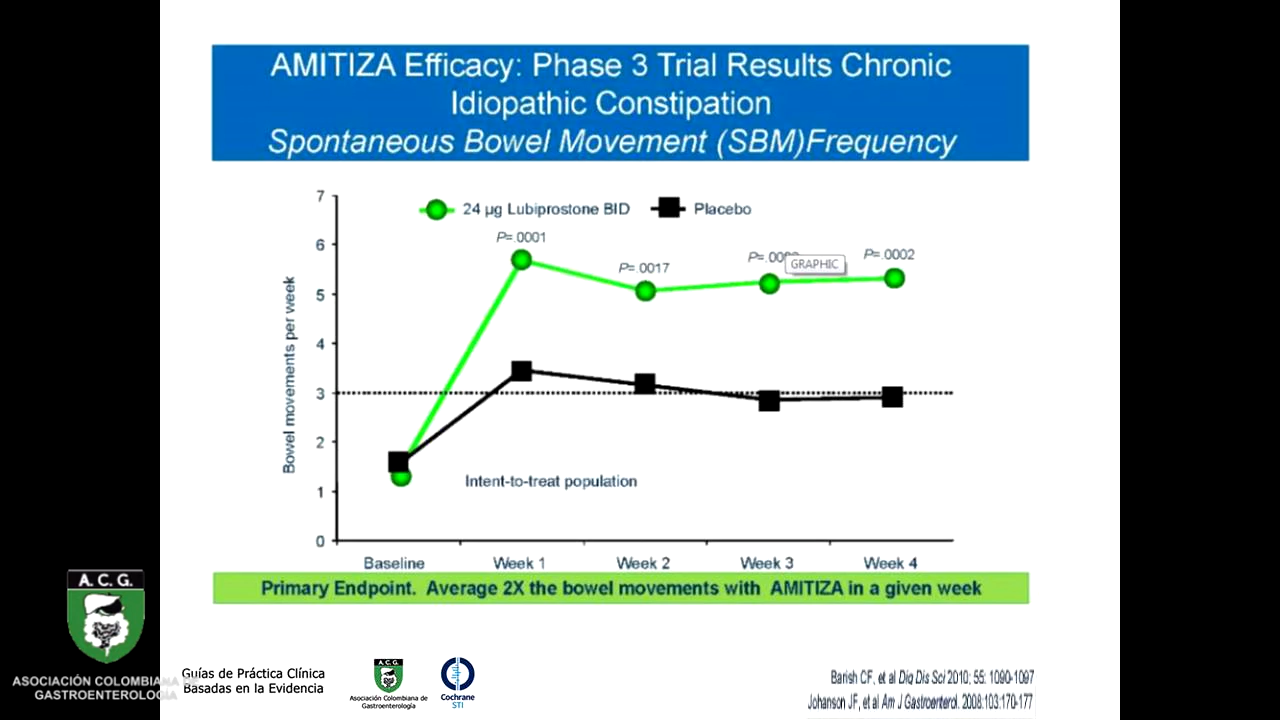 AMITIZA Efficacy: Phase 3 Trial Results Chronic
Idiopathic Constipation
Spontaneous Bowel Movement (SBM)Frequency
7
24 µg Lubiprostone BID
Placebo
P=.0001
6
P=.0017
GRAPHIC
P=.0002
5
Bowel movements per week
4
3
2
Intent-to-treat population
1
0
Baseline
Week 1
Week 2
Week 3
Week 4
Primary Endpoint. Average 2X the bowel movements with AMITIZA in a given week
A.C.G.
ASOCIACIÓN COLOMBIANA DE
GASTROENTEROLOGÍA
Guías de Práctica Clínica
Basadas en la Evidencia
A.C.G.
Asociación Colombiana de
Gastroenterología
Cochrane
STI
Barish CF, et al Dig Dis Sci 2010; 55: 1090-1097
Johanson JF, et al Am J Gastroenterol. 2008:103:170-177